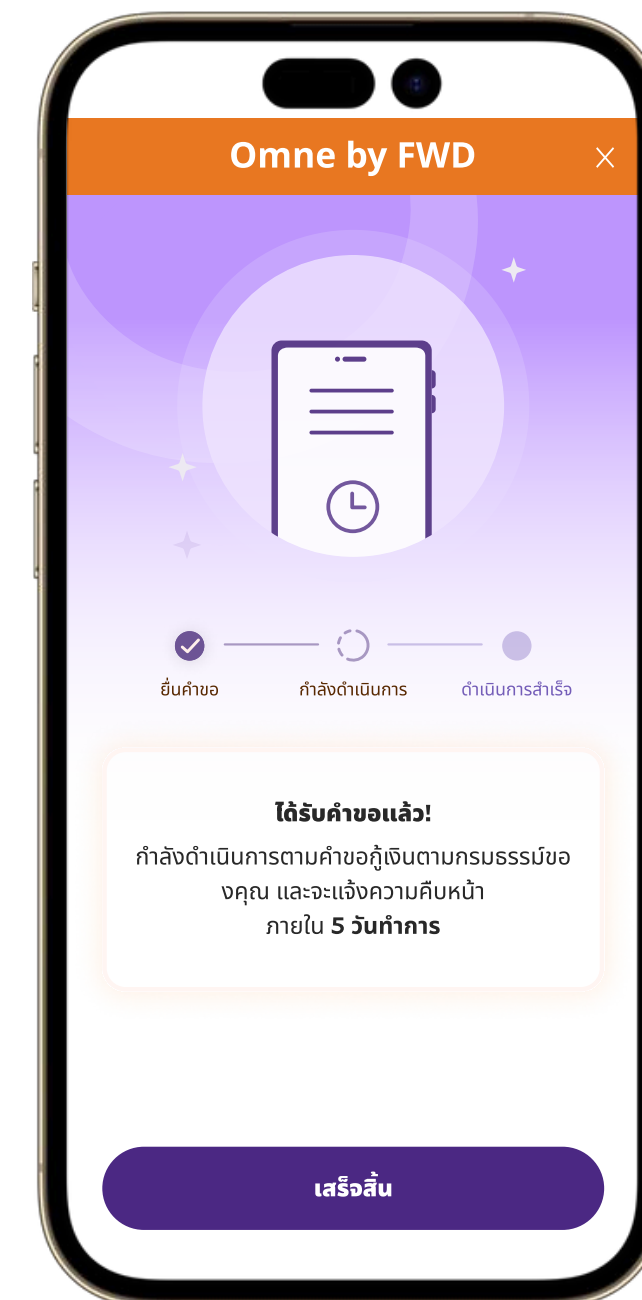 Omne by FWD
ยื่นคำขอ
กำลังดำเนินการ
ดำเนินการสำเร็จ
ได้รับคำขอแล้ว!
กำลังดำเนินการตามคำขอกู้เงินตามกรมธรรม์ขอ
งคุณ และจะแจ้งความคืบหน้า
ภายใน 5 วันทำการ
เสร็จสิ้น